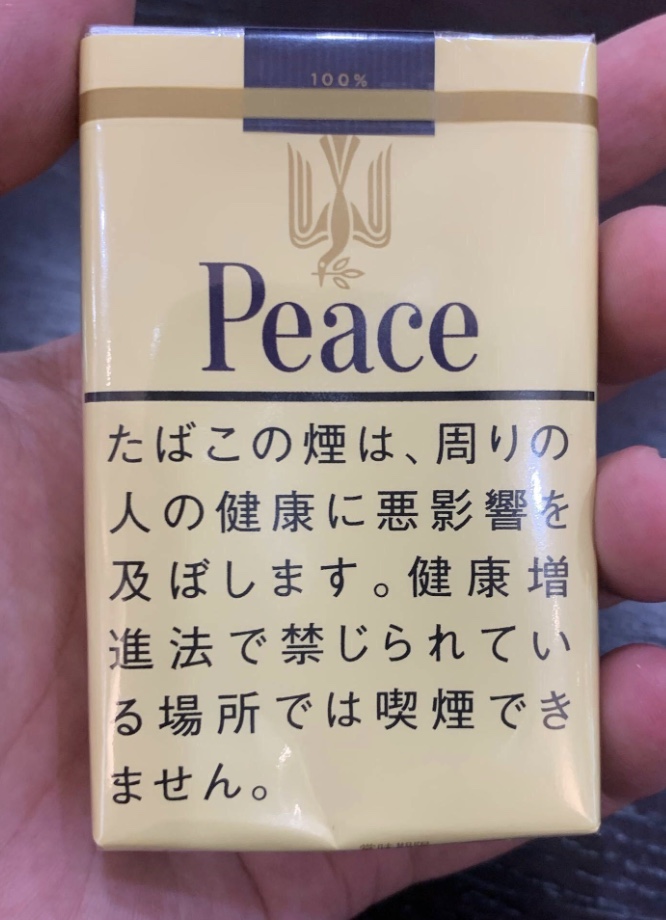 100%
Peace
たばこの煙は、周りの
人の健康に悪影響を
及ぼします。健康増
進法で禁じられてい
る場所では喫煙でき
ません。